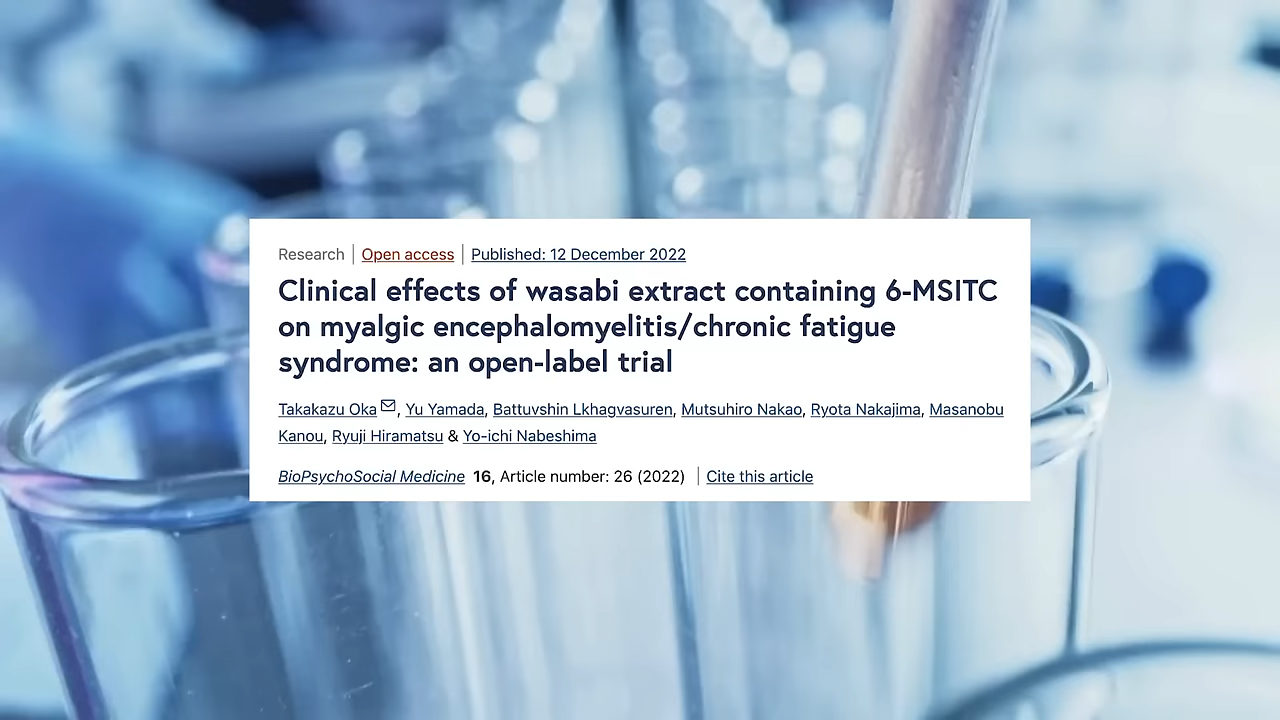 Research | Open access | Published: 12 December 2022
Clinical effects of wasabi extract containing 6-MSITC
on myalgic encephalomyelitis/chronic fatigue
syndrome: an open-label trial
Takakazu Oka, Yu Yamada, Battuvshin Lkhagvasuren, Mutsuhiro Nakao, Ryota Nakajima, Masanobu
Kanou, Ryuji Hiramatsu & Yo-ichi Nabeshima
BioPsychoSocial Medicine 16, Article number: 26 (2022) | Cite this article